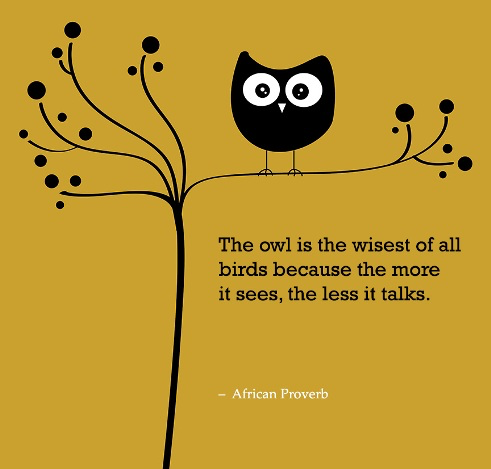 The owl is the wisest of all
birds because the more
it sees, the less it talks.
– African Proverb